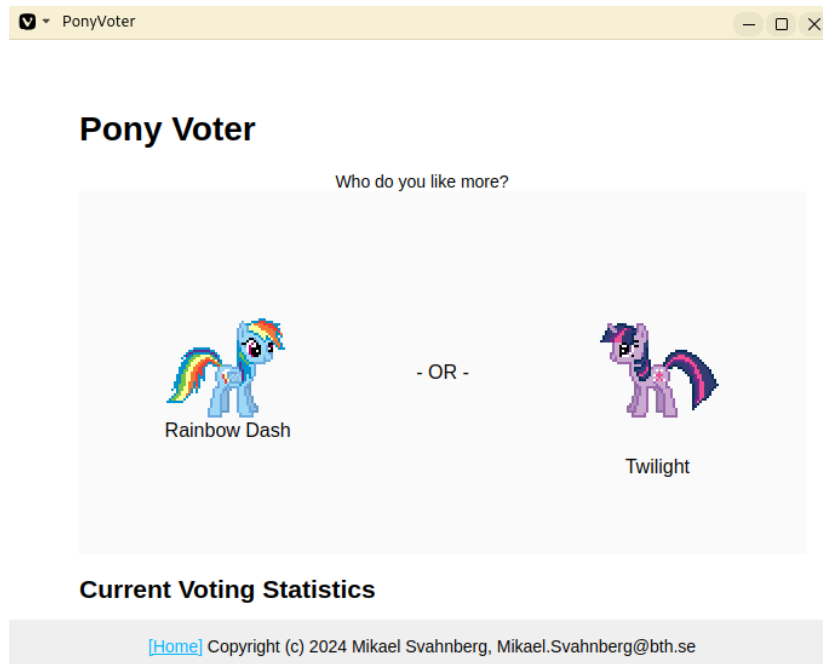 PonyVoter
Pony Voter
Who do you like more?
- OR -
Rainbow Dash
Twilight
Current Voting Statistics
[Home] Copyright (c) 2024 Mikael Svahnberg, Mikael.Svahnberg@bth.se